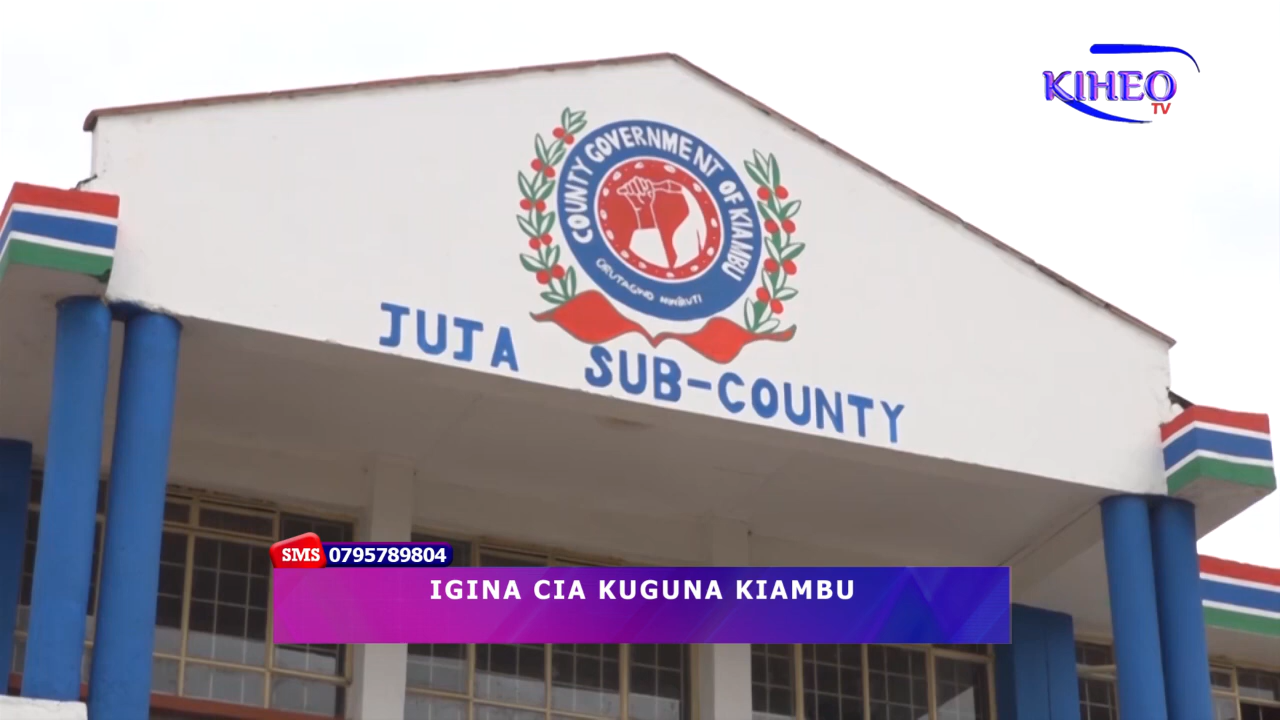 KIHEO
TV
COUNTY GOVERNMENT OF KIAMBU
JUJA SUB-COUNTY
SMS 0795789804
IGINA CIA KUGUNA KIAMBU